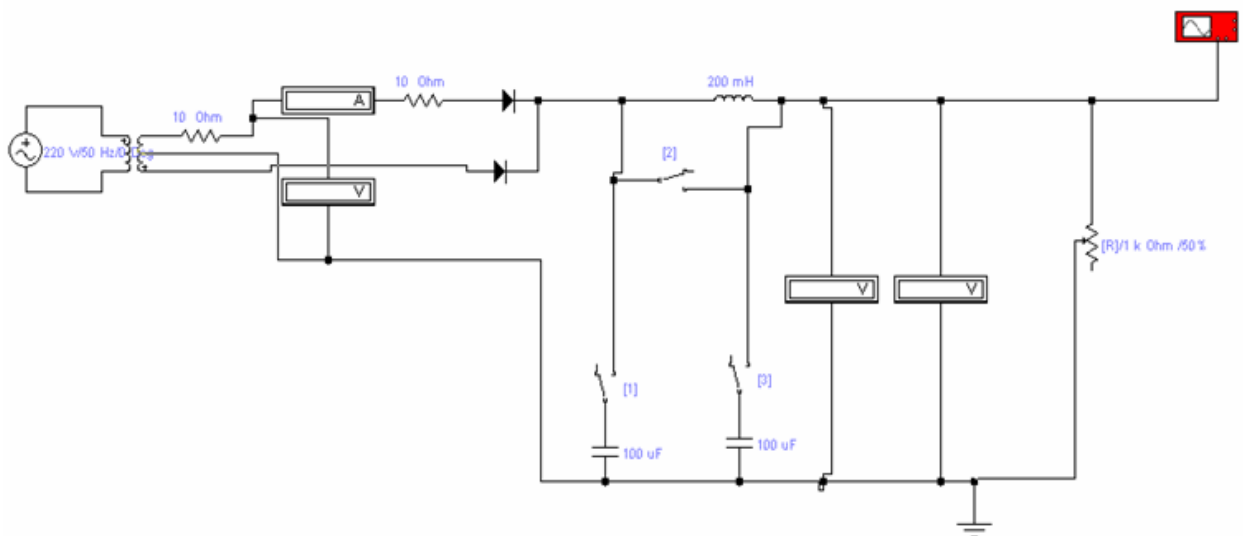 10 Ohm
200 mH
A
10 Ohm
220 V/50 Hz/0 Deg
[2]
V
[R]/1 k Ohm /50%
V
V
[1]
[3]
100 uF
100 uF